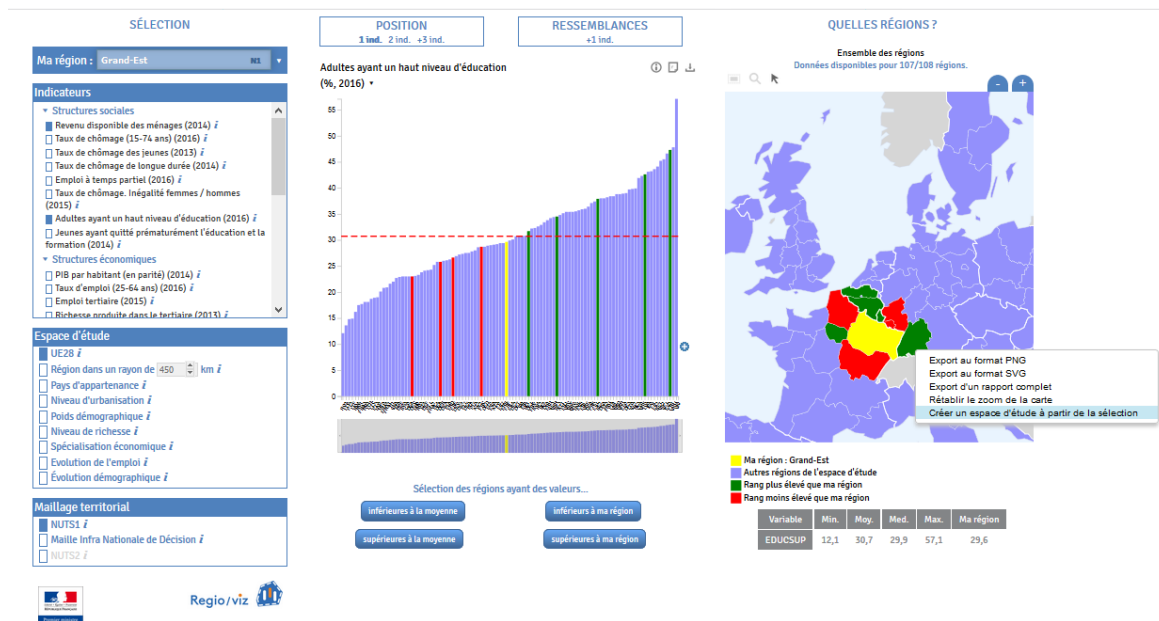 SÉLECTION
Ma région : Grand-Est N1
Indicateurs
Structures sociales
Revenu disponible des ménages (2014) i
Taux de chômage (15-74 ans) (2016) i
Taux de chômage des jeunes (2013) i
Taux de chômage de longue durée (2014) i
Emploi à temps partiel (2016) i
Taux de chômage. Inégalité femmes / hommes
(2015) i
Adultes ayant un haut niveau d'éducation (2016) i
Jeunes ayant quitté prématurément l'éducation et la
formation (2014) i
Structures économiques
PIB par habitant (en parité) (2014) i
Taux d'emploi (25-64 ans) (2016) i
Emploi tertiaire (2015) i
Richesse produite dans le tertiaire (2013) i
Espace d'étude
UE28 i
Région dans un rayon de 450 km i
Pays d'appartenance i
Niveau d'urbanisation i
Poids démographique i
Niveau de richesse i
Spécialisation économique i
Evolution de l'emploi i
Évolution démographique i
Maillage territorial
NUTS1 i
Maille Infra Nationale de Décision i
NUTS2 i
Regio/viz
POSITION
1 ind. 2 ind. +3 ind.
RESSEMBLANCES
+1 ind.
Adultes ayant un haut niveau d'éducation
(%, 2016)
55
50
45
40
35
30
25
20
15
10
5
0
Sélection des régions ayant des valeurs...
inférieures à la moyenne
inférieurs à ma région
supérieures à la moyenne
supérieures à ma région
QUELLES RÉGIONS ?
Ensemble des régions
Données disponibles pour 107/108 régions.
- +
Export au format PNG
Export au format SVG
Export d'un rapport complet
Rétablir le zoom de la carte
Créer un espace d'étude à partir de la sélection
Ma région : Grand-Est
Autres régions de l'espace d'étude
Rang plus élevé que ma région
Rang moins élevé que ma région
Variable Min. Moy. Med. Max. Ma région
EDUCSUP 12,1 30,7 29,9 57,1 29,6